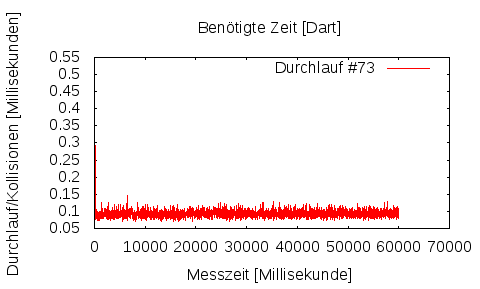 Benötigte Zeit [Dart]
Durchlauf/Kollisionen [Millisekunden]
Durchlauf #73
0.55
0.5
0.45
0.4
0.35
0.3
0.25
0.2
0.15
0.1
0.05
0 10000 20000 30000 40000 50000 60000 70000
Messzeit [Millisekunde]